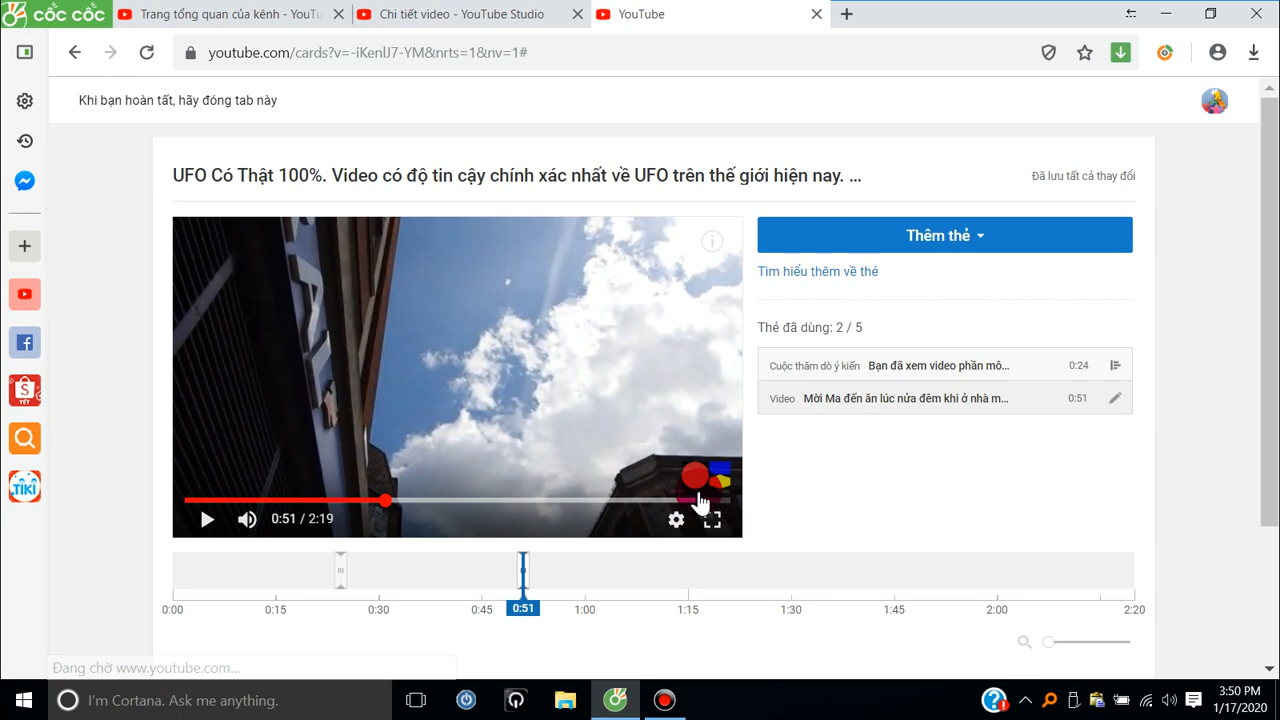 cốc cốc
Trang tổng quan của kênh - YouTu
Chi tiết video - YouTube Studio
YouTube
youtube.com/cards?v=-iKenlJ7-YM&nrts=1&nv=1#
Khi bạn hoàn tất, hãy đóng tab này
UFO Có Thật 100%. Video có độ tin cậy chính xác nhất về UFO trên thế giới hiện nay. ...
Đã lưu tất cả thay đổi
Thêm thẻ
Tìm hiểu thêm về thẻ
Thẻ đã dùng: 2 / 5
Cuộc thăm dò ý kiến Bạn đã xem video phần mô... 0:24
Video Mời Ma đến ăn lúc nửa đêm khi ở nhà m... 0:51
0:51 / 2:19
0:00 0:15 0:30 0:45 0:51 1:00 1:15 1:30 1:45 2:00 2:20
TẾT
TIKI
Đang chờ www.youtube.com...
I'm Cortana. Ask me anything.
3:50 PM
1/17/2020